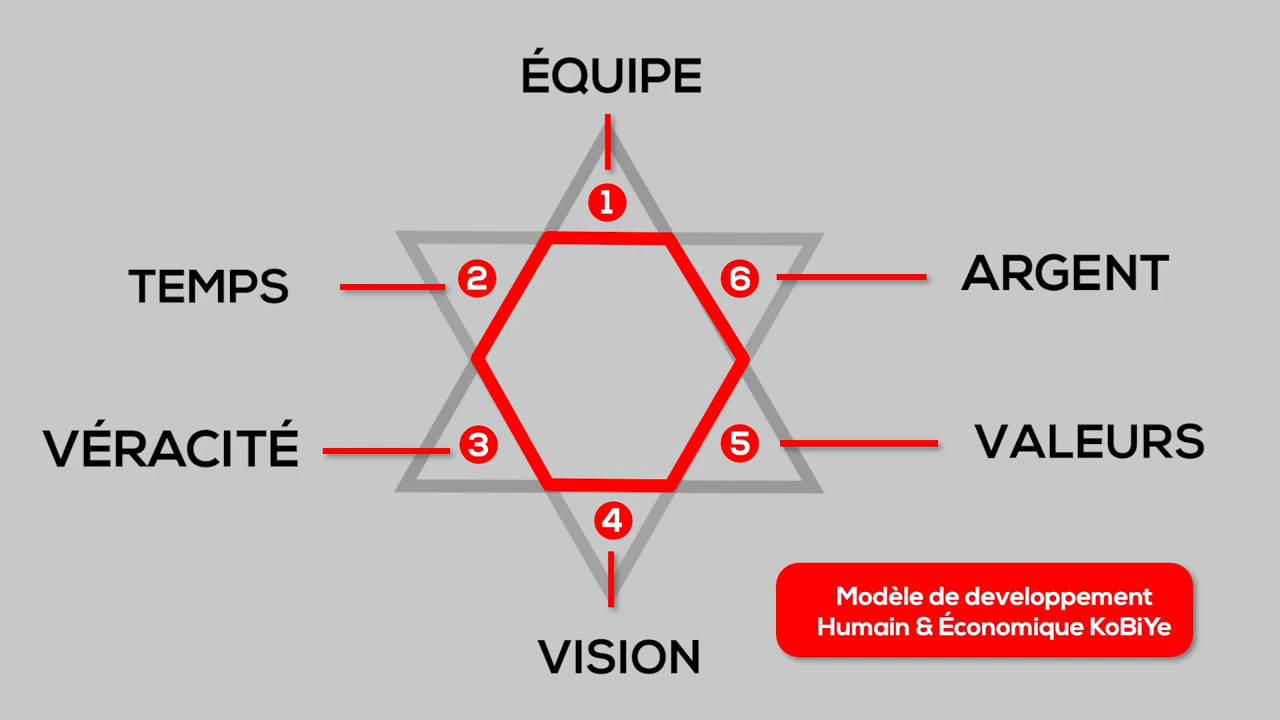 ÉQUIPE
1
TEMPS
2
6
ARGENT
VÉRACITÉ
3
5
VALEURS
4
VISION
Modèle de developpement
Humain & Économique KoBiYe